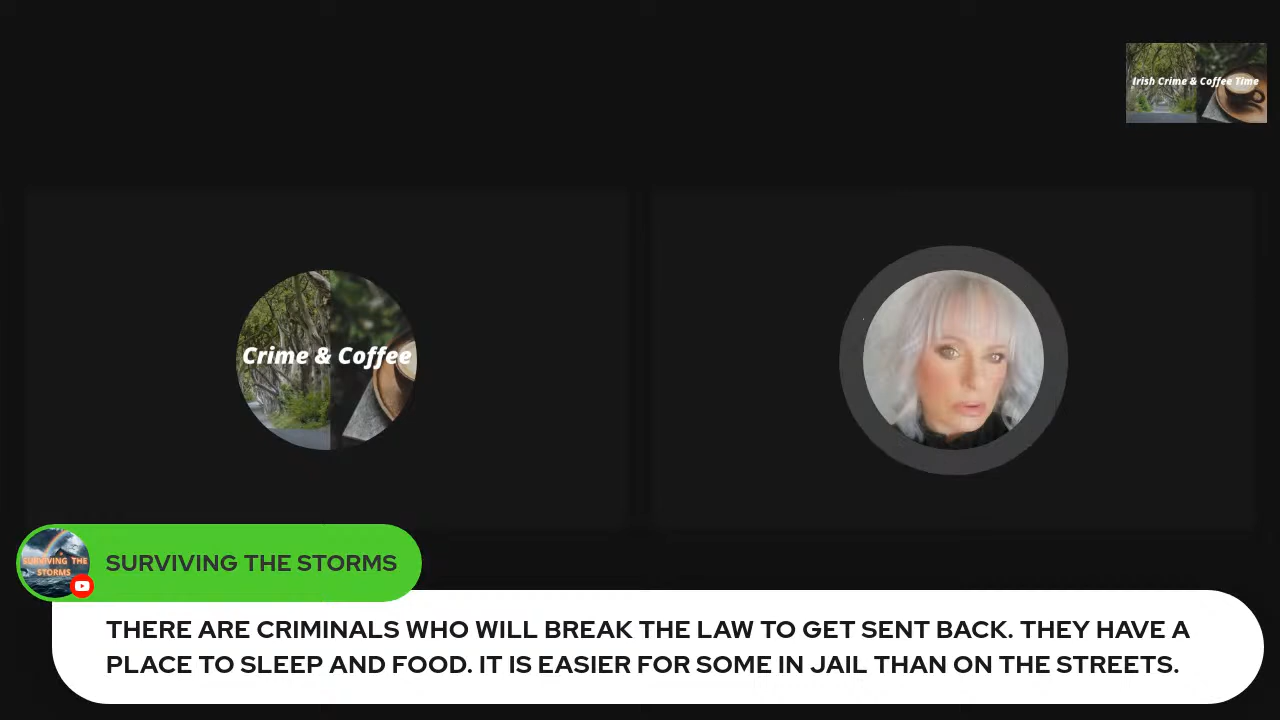 Irish Crime & Coffee Time
Crime & Coffee
SURVIVING THE
STORMS
SURVIVING THE STORMS
THERE ARE CRIMINALS WHO WILL BREAK THE LAW TO GET SENT BACK. THEY HAVE A
PLACE TO SLEEP AND FOOD. IT IS EASIER FOR SOME IN JAIL THAN ON THE STREETS.